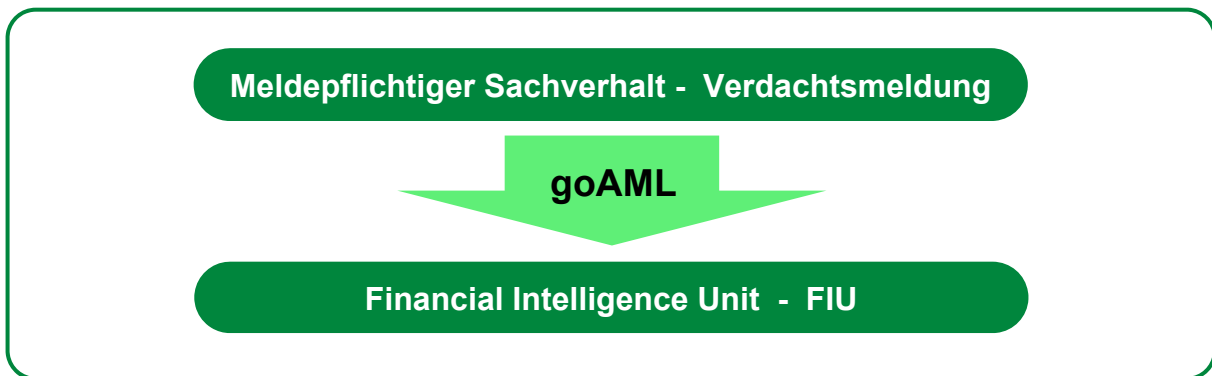 Meldepflichtiger Sachverhalt - Verdachtsmeldung
goAML
Financial Intelligence Unit - FIU